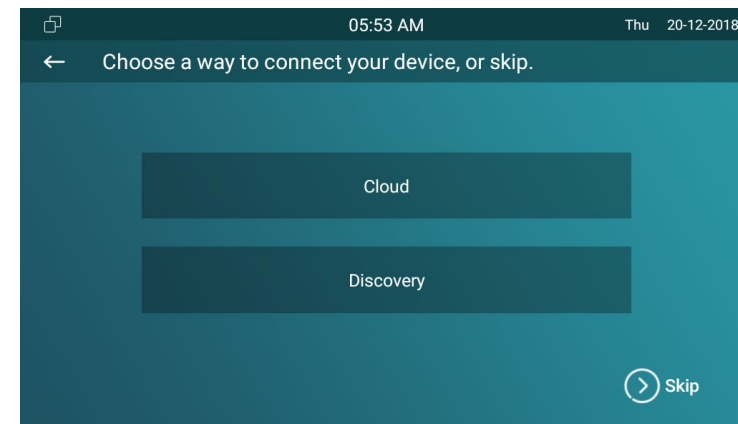 05:53 AM Thu 20-12-2018
Choose a way to connect your device, or skip.
Cloud
Discovery
Skip